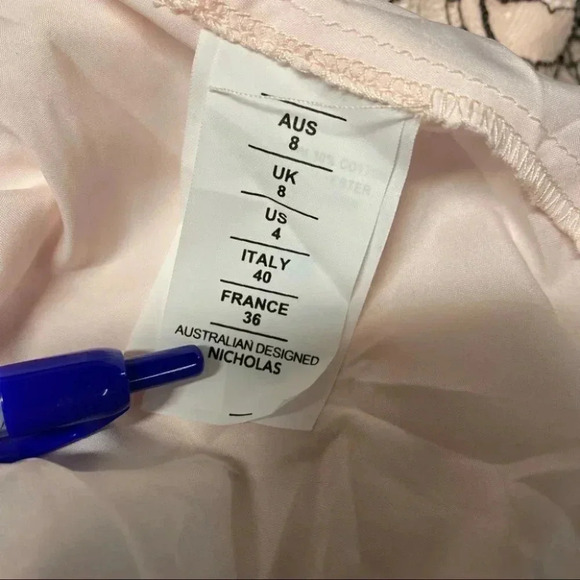 AUS
8
UK
8
US
4
ITALY
40
FRANCE
36
AUSTRALIAN DESIGNED
NICHOLAS